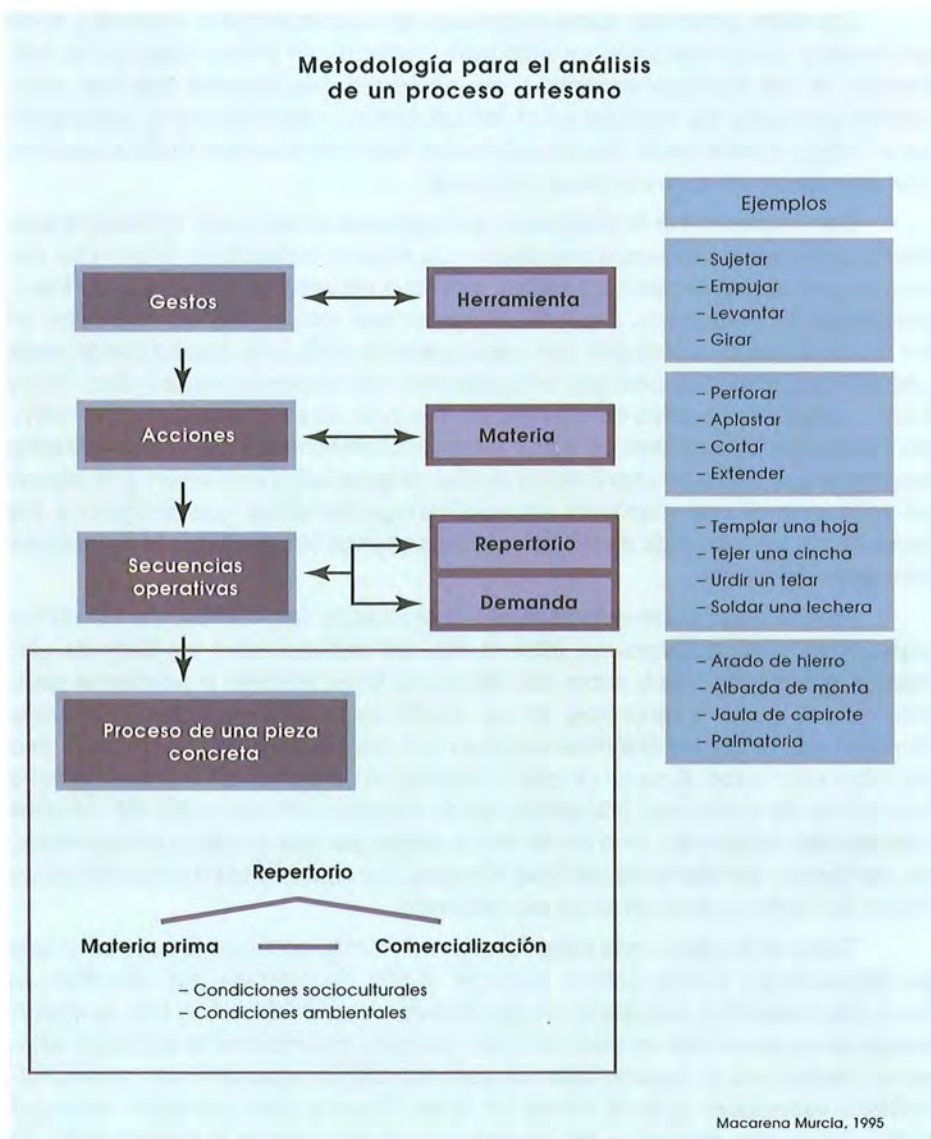 Metodología para el análisis
de un proceso artesano
Gestos
Herramienta
Acciones
Materia
Secuencias
operativas
Repertorio
Demanda
Proceso de una pieza
concreta
Repertorio
Materia prima
Comercialización
– Condiciones socioculturales
– Condiciones ambientales
Ejemplos
– Sujetar
– Empujar
– Levantar
– Girar
– Perforar
– Aplastar
– Cortar
– Extender
– Templar una hoja
– Tejer una cincha
– Urdir un telar
– Soldar una lechera
– Arado de hierro
– Albarda de monta
– Jaula de capirote
– Palmatoria
Macarena Murcia, 1995